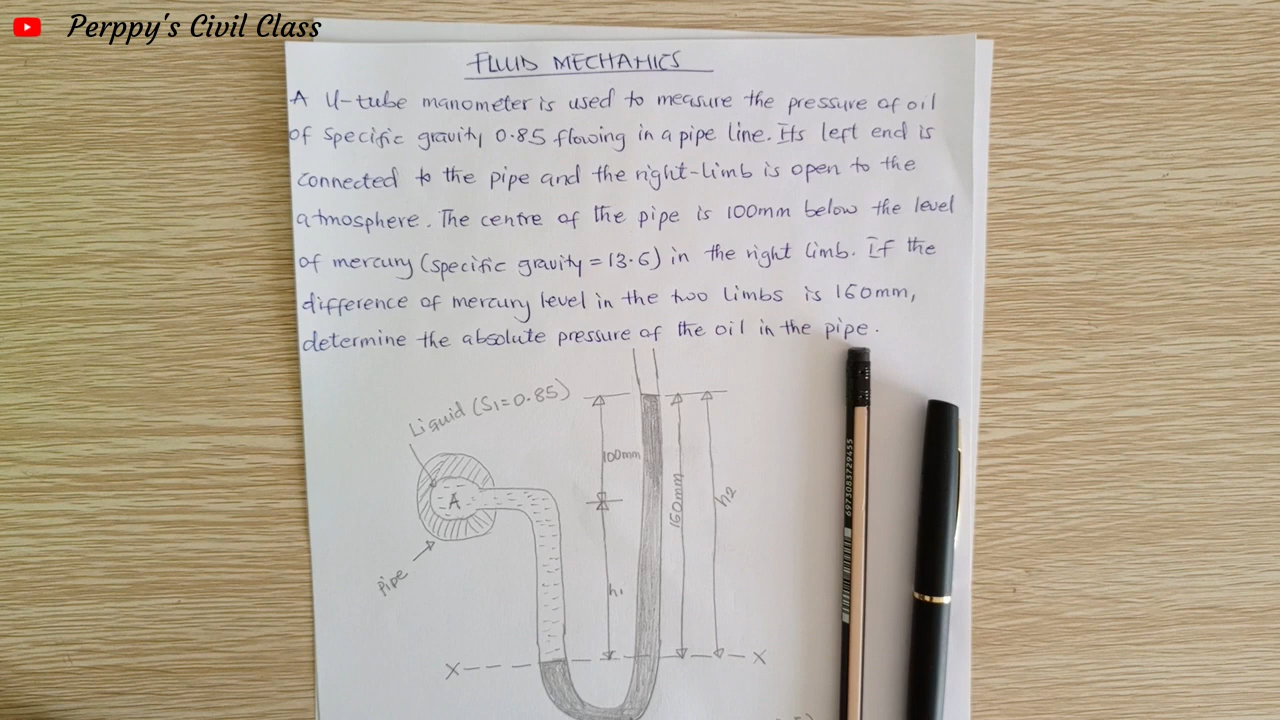 Perppy's Civil Class
FLUID MECHANICS
A U-tube manometer is used to measure the pressure of oil
of specific gravity 0.85 flowing in a pipe line. Its left end is
connected to the pipe and the right-limb is open to the
atmosphere. The centre of the pipe is 100mm below the level
of mercury (specific gravity = 13.6) in the right limb. If the
difference of mercury level in the two limbs is 160mm,
determine the absolute pressure of the oil in the pipe.
Liquid (S1=0.85)
100mm
A
160mm
h2
pipe
h1
X
X
6973083729455